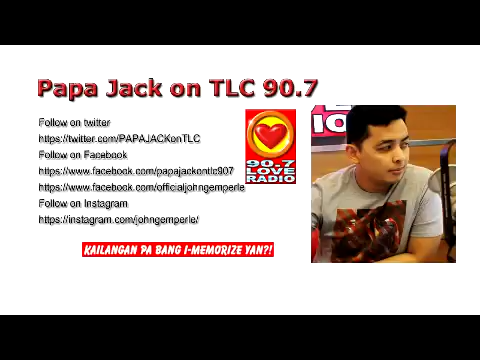 Papa Jack on TLC 90.7
Follow on twitter
https://twitter.com/PAPAJACKonTLC
Follow on Facebook
https://www.facebook.com/papajackontlc907
https://www.facebook.com/officialjohngemperle
Follow on Instagram
https://instagram.com/johngemperle/
90.7
LOVE
RADIO
KAILANGAN PA BANG I-MEMORIZE YAN?!